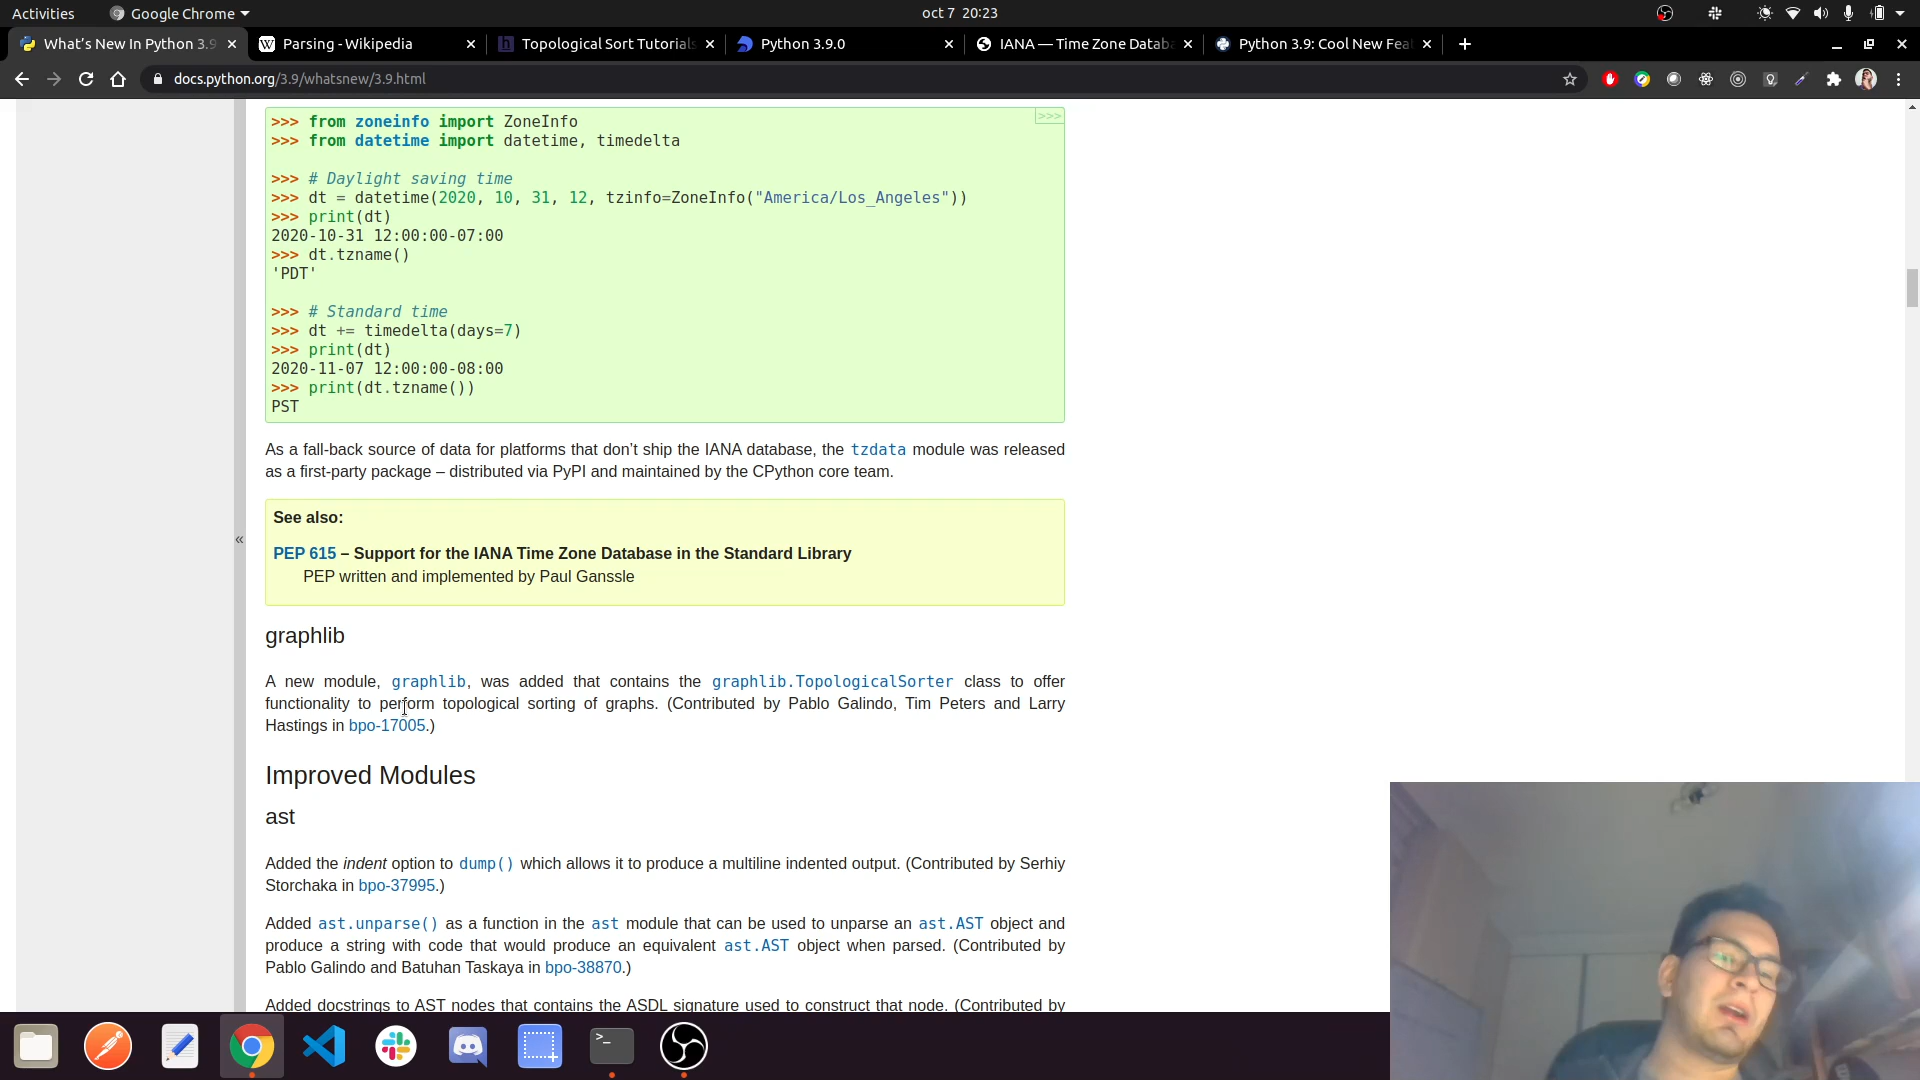 Activities Google Chrome oct 7 20:23
What's New In Python 3.9 Parsing - Wikipedia Topological Sort Tutorials Python 3.9.0 IANA — Time Zone Databa Python 3.9: Cool New Fea
docs.python.org/3.9/whatsnew/3.9.html
>>> from zoneinfo import ZoneInfo >>>
>>> from datetime import datetime, timedelta
>>> # Daylight saving time
>>> dt = datetime(2020, 10, 31, 12, tzinfo=ZoneInfo("America/Los_Angeles"))
>>> print(dt)
2020-10-31 12:00:00-07:00
>>> dt.tzname()
'PDT'
>>> # Standard time
>>> dt += timedelta(days=7)
>>> print(dt)
2020-11-07 12:00:00-08:00
>>> print(dt.tzname())
PST
As a fall-back source of data for platforms that don't ship the IANA database, the tzdata module was released
as a first-party package – distributed via PyPI and maintained by the CPython core team.
See also:
PEP 615 – Support for the IANA Time Zone Database in the Standard Library
PEP written and implemented by Paul Ganssle
«
graphlib
A new module, graphlib, was added that contains the graphlib.TopologicalSorter class to offer
functionality to perform topological sorting of graphs. (Contributed by Pablo Galindo, Tim Peters and Larry
Hastings in bpo-17005.)
Improved Modules
ast
Added the indent option to dump() which allows it to produce a multiline indented output. (Contributed by Serhiy
Storchaka in bpo-37995.)
Added ast.unparse() as a function in the ast module that can be used to unparse an ast.AST object and
produce a string with code that would produce an equivalent ast.AST object when parsed. (Contributed by
Pablo Galindo and Batuhan Taskaya in bpo-38870.)
Added docstrings to AST nodes that contains the ASDL signature used to construct that node. (Contributed by